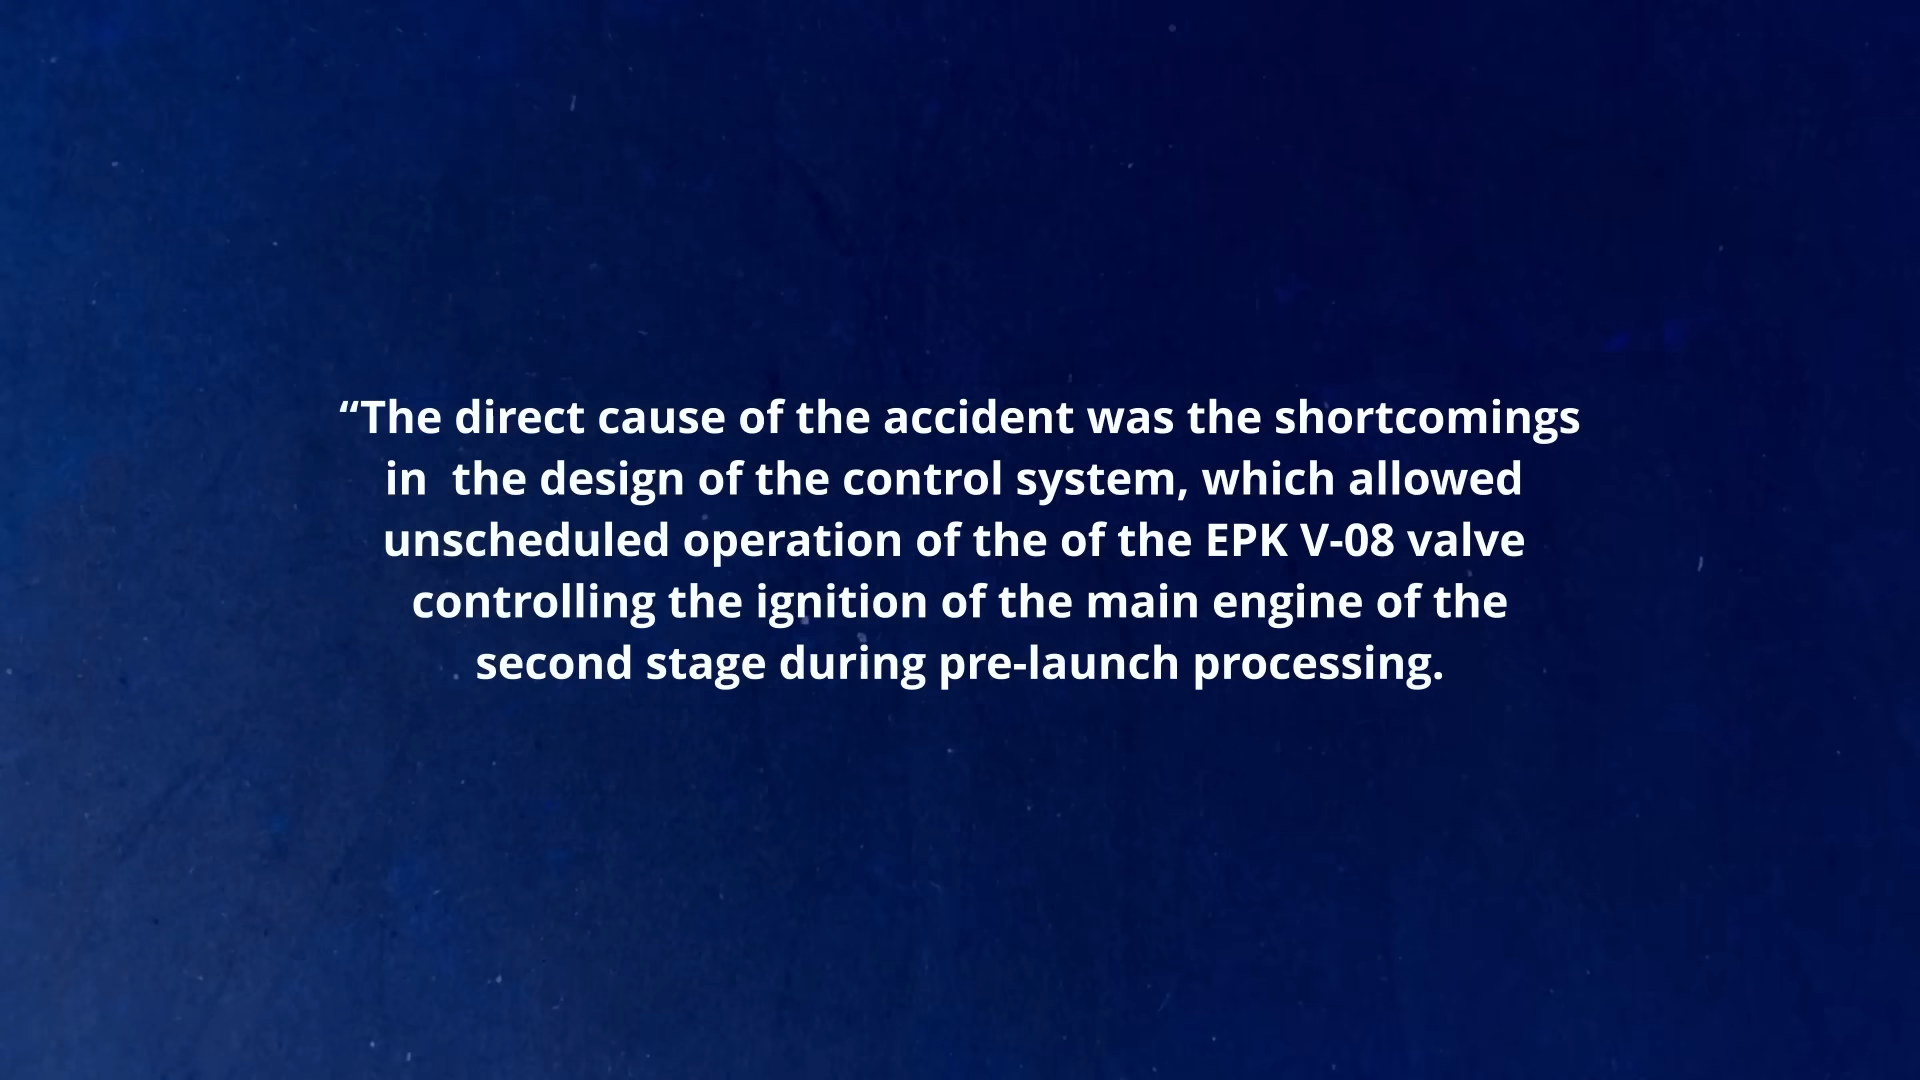 “The direct cause of the accident was the shortcomings
in  the design of the control system, which allowed
unscheduled operation of the of the EPK V-08 valve
controlling the ignition of the main engine of the
second stage during pre-launch processing.